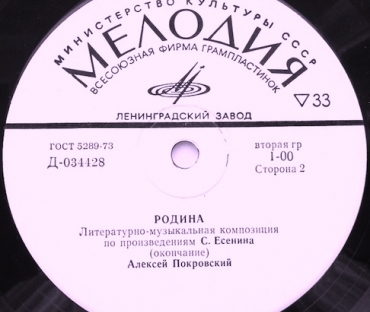 МИНИСТЕРСТВО КУЛЬТУРЫ СССР
МЕЛОДИЯ
ВСЕСОЮЗНАЯ ФИРМА ГРАМПЛАСТИНОК
▽33
ЛЕНИНГРАДСКИЙ ЗАВОД
ГОСТ 5289-73
Д-034428
вторая гр
1-00
Сторона 2
РОДИНА
Литературно-музыкальная композиция
по произведениям С. Есенина
(окончание)
Алексей Покровский